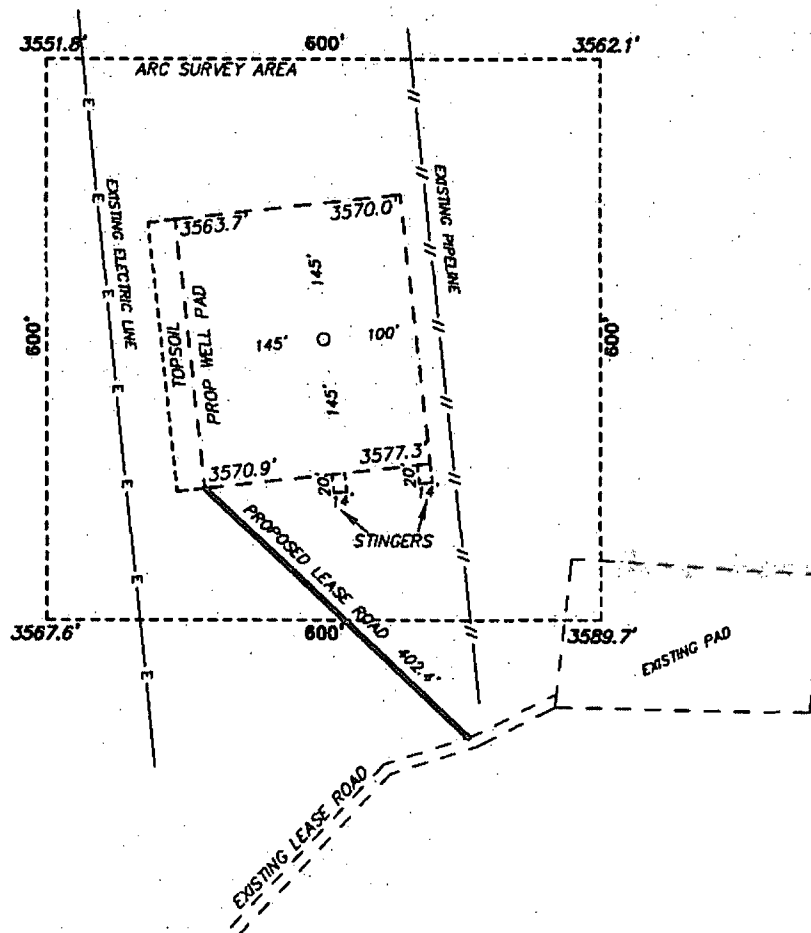 3551.8' 600' 3562.1'
ARC SURVEY AREA
E
E
EXISTING ELECTRIC LINE
EXISTING PIPELINE
3563.7' 3570.0'
E
145'
600' TOPSOIL PROP WELL PAD 145' 100' 600'
E
145'
E
3570.9' 3577.3'
20' 14' 20' 14'
STINGERS
E
PROPOSED LEASE ROAD
3567.6' 600' 3589.7'
402.4'
EXISTING PAD
E
EXISTING LEASE ROAD